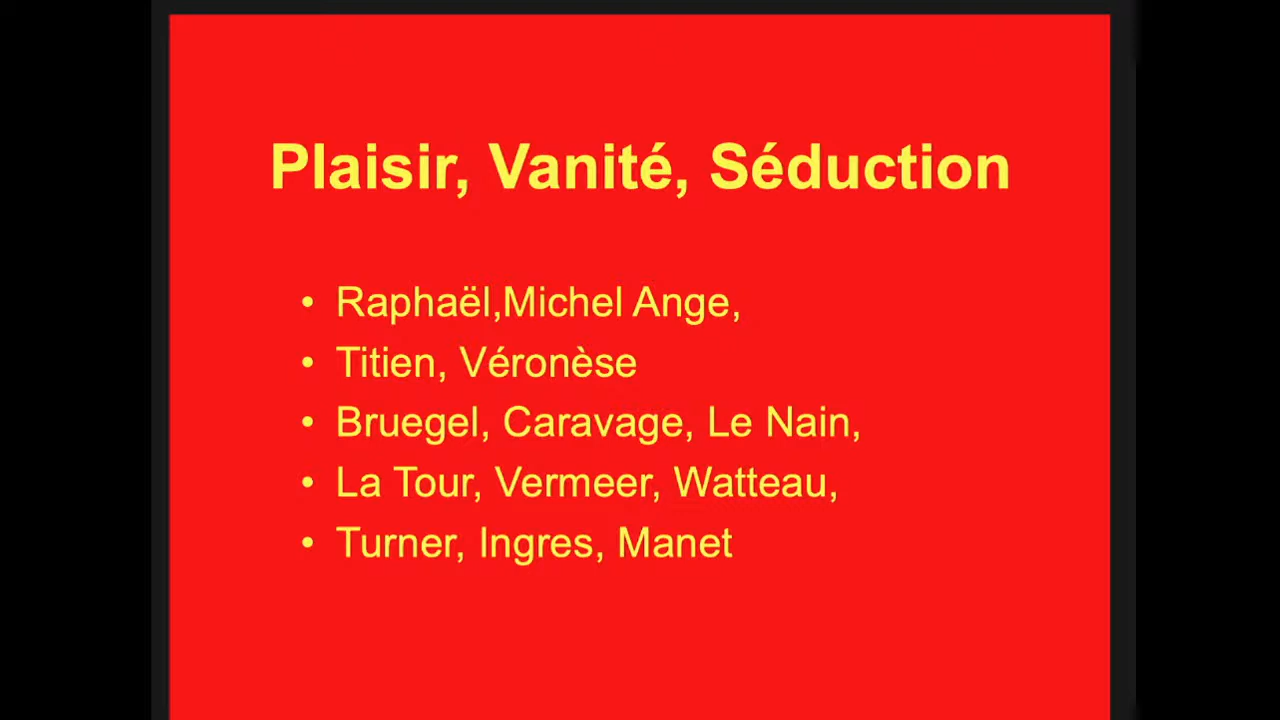 Plaisir, Vanité, Séduction
• Raphaël,Michel Ange,
• Titien, Véronèse
• Bruegel, Caravage, Le Nain,
• La Tour, Vermeer, Watteau,
• Turner, Ingres, Manet